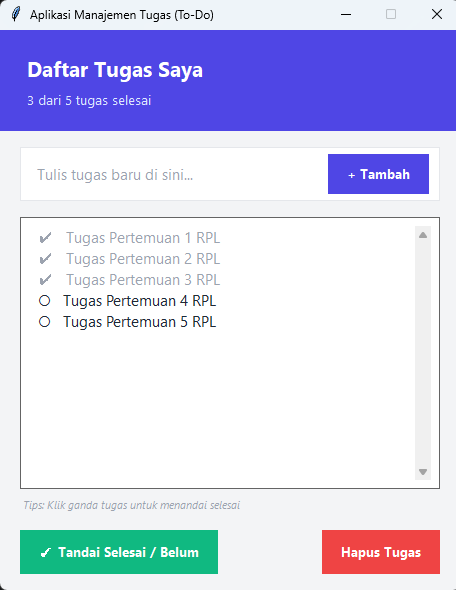 Aplikasi Manajemen Tugas (To-Do)
Daftar Tugas Saya
3 dari 5 tugas selesai
Tulis tugas baru di sini...
+ Tambah
✔ Tugas Pertemuan 1 RPL
✔ Tugas Pertemuan 2 RPL
✔ Tugas Pertemuan 3 RPL
○ Tugas Pertemuan 4 RPL
○ Tugas Pertemuan 5 RPL
Tips: Klik ganda tugas untuk menandai selesai
✔ Tandai Selesai / Belum
Hapus Tugas